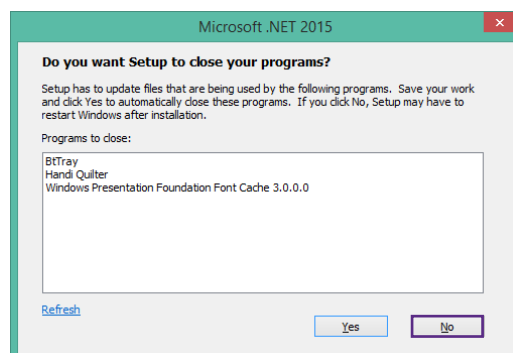 Microsoft .NET 2015
Do you want Setup to close your programs?
Setup has to update files that are being used by the following programs. Save your work
and click Yes to automatically close these programs. If you click No, Setup may have to
restart Windows after installation.
Programs to close:
BtTray
Handi Quilter
Windows Presentation Foundation Font Cache 3.0.0.0
Refresh
Yes No